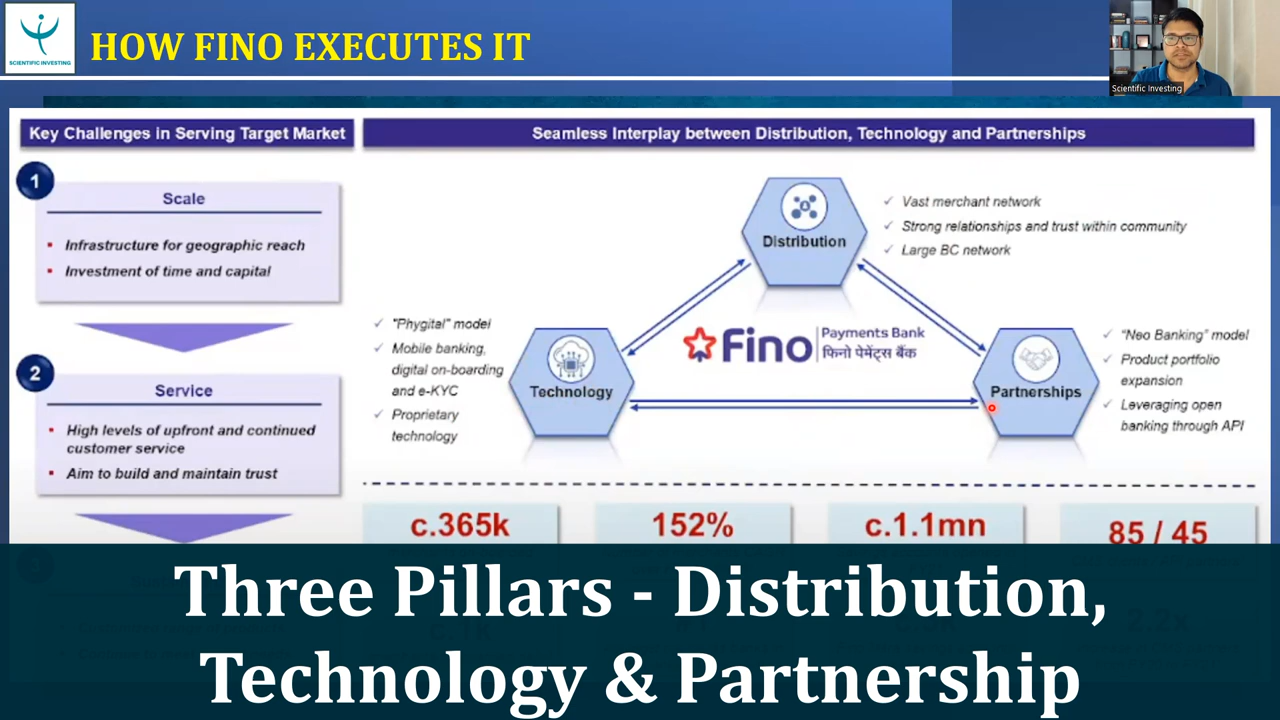 SCIENTIFIC INVESTING
HOW FINO EXECUTES IT
Scientific Investing
Key Challenges in Serving Target Market
Seamless Interplay between Distribution, Technology and Partnerships
1
Scale
Infrastructure for geographic reach
Investment of time and capital
2
Service
High levels of upfront and continued
customer service
Aim to build and maintain trust
Distribution
Vast merchant network
Strong relationships and trust within community
Large BC network
"Phygital" model
Mobile banking,
digital on-boarding
and e-KYC
Proprietary
technology
Technology
Fino
Payments Bank
फिनो पेमेंट्स बैंक
Partnerships
"Neo Banking" model
Product portfolio
expansion
Leveraging open
banking through API
c.365k
152%
c.1.1mn
85 / 45
3
2.2x
Three Pillars - Distribution,
Technology & Partnership